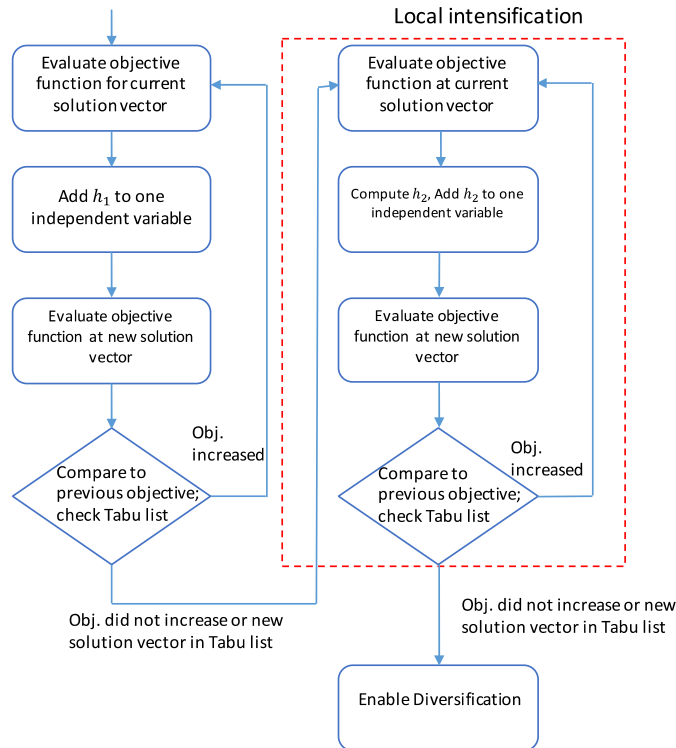 Local intensification
Evaluate objective
function for current
solution vector
Add h₁ to one
independent variable
Evaluate objective
function at new solution
vector
Obj.
increased
Compare to
previous objective;
check Tabu list
Obj. did not increase or new
solution vector in Tabu list
Evaluate objective
function at current
solution vector
Compute h₂, Add h₂ to one
independent variable
Evaluate objective
function at new solution
vector
Obj.
increased
Compare to
previous objective;
check Tabu list
Obj. did not increase or new
solution vector in Tabu list
Enable Diversification